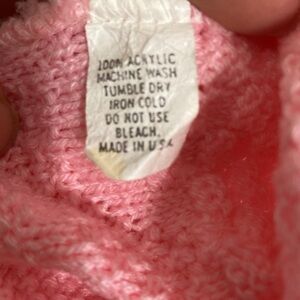 100% ACRYLIC
MACHINE WASH
TUMBLE DRY
IRON COLD
DO NOT USE
BLEACH.
MADE IN USA